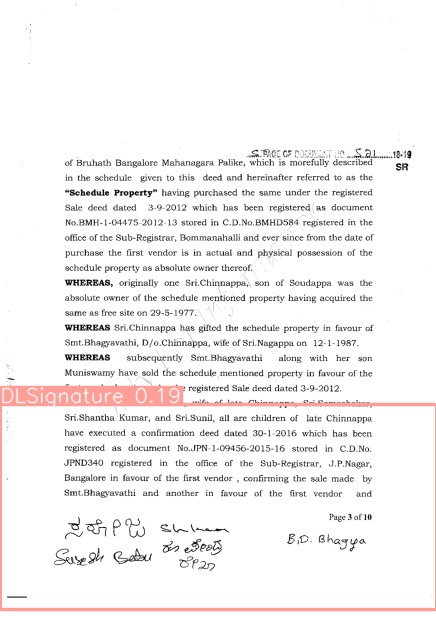 5 PAGE OF DOCUMENT NO. 521 18-19
SR
of Bruhath Bangalore Mahanagara Palike, which is morefully described
in the schedule given to this deed and hereinafter referred to as the
“Schedule Property” having purchased the same under the registered
Sale deed dated 3-9-2012 which has been registered as document
No.BMH-1-04475-2012-13 stored in C.D.No.BMHD584 registered in the
office of the Sub-Registrar, Bommanahalli and ever since from the date of
purchase the first vendor is in actual and physical possession of the
schedule property as absolute owner thereof.
WHEREAS, originally one Sri.Chinnappa, son of Soudappa was the
absolute owner of the schedule mentioned property having acquired the
same as free site on 29-5-1977.
WHEREAS Sri.Chinnappa has gifted the schedule property in favour of
Smt.Bhagyavathi, D/o.Chinnappa, wife of Sri.Nagappa on 12-1-1987.
WHEREAS subsequently Smt.Bhagyavathi along with her son
Muniswamy have sold the schedule mentioned property in favour of the
registered Sale deed dated 3-9-2012.
DLSignature 0.19
wife of late Chinnappa,
Sri.Shantha Kumar, and Sri.Sunil, all are children of late Chinnappa
have executed a confirmation deed dated 30-1-2016 which has been
registered as document No.JPN-1-09456-2015-16 stored in C.D.No.
JPND340 registered in the office of the Sub-Registrar, J.P.Nagar,
Bangalore in favour of the first vendor , confirming the sale made by
Smt.Bhagyavathi and another in favour of the first vendor and
Page 3 of 10
B.D. Bhagya
Suresh Babu